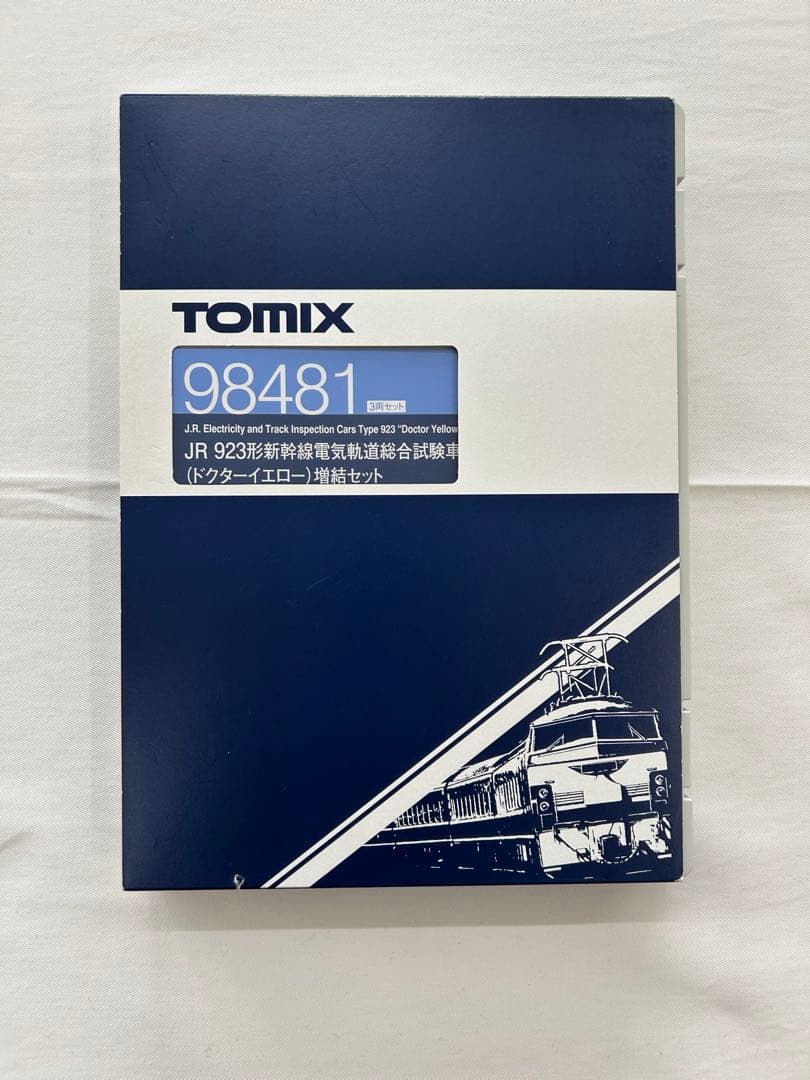 TOMIX
98481 3両セット
J.R. Electricity and Track Inspection Cars Type 923 "Doctor Yellow
JR 923形新幹線電気軌道総合試験車
(ドクターイエロー)増結セット